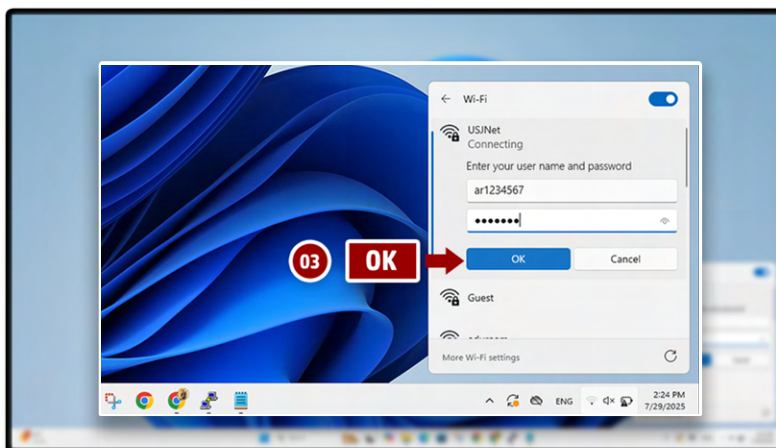 Wi-Fi
USJNet
Connecting
Enter your user name and password
ar1234567
•••••••
03 OK
OK Cancel
Guest
More Wi-Fi settings
ENG
2:24 PM
7/29/2025